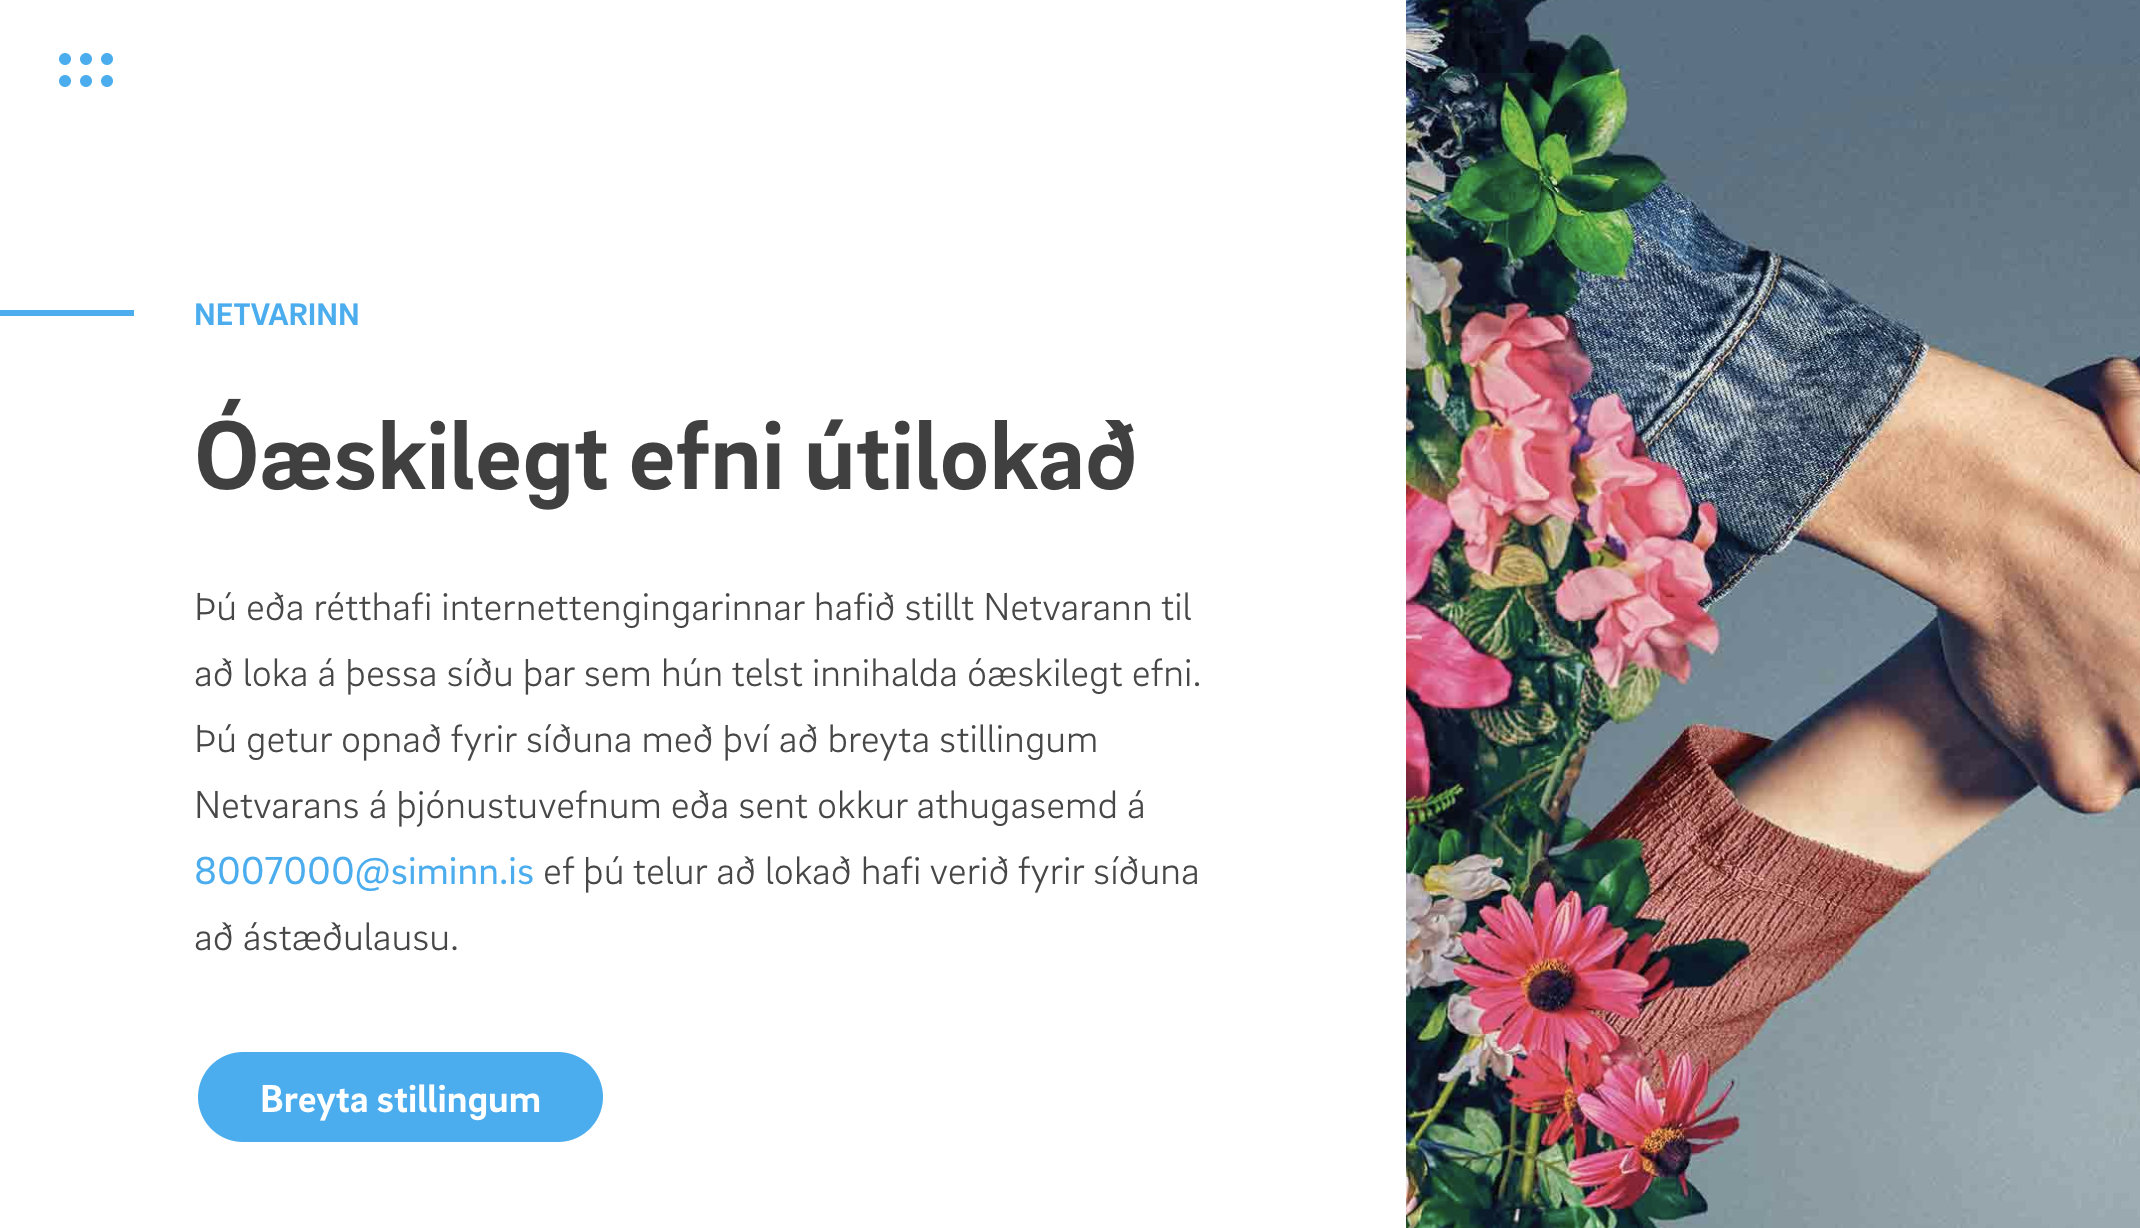 NETVARINN
Óæskilegt efni útilokað
Þú eða rétthafi internettengingarinnar hafið stillt Netvarann til
að loka á þessa síðu þar sem hún telst innihalda óæskilegt efni.
Þú getur opnað fyrir síðuna með því að breyta stillingum
Netvarans á þjónustuvefnum eða sent okkur athugasemd á
8007000@siminn.is ef þú telur að lokað hafi verið fyrir síðuna
að ástæðulausu.
Breyta stillingum